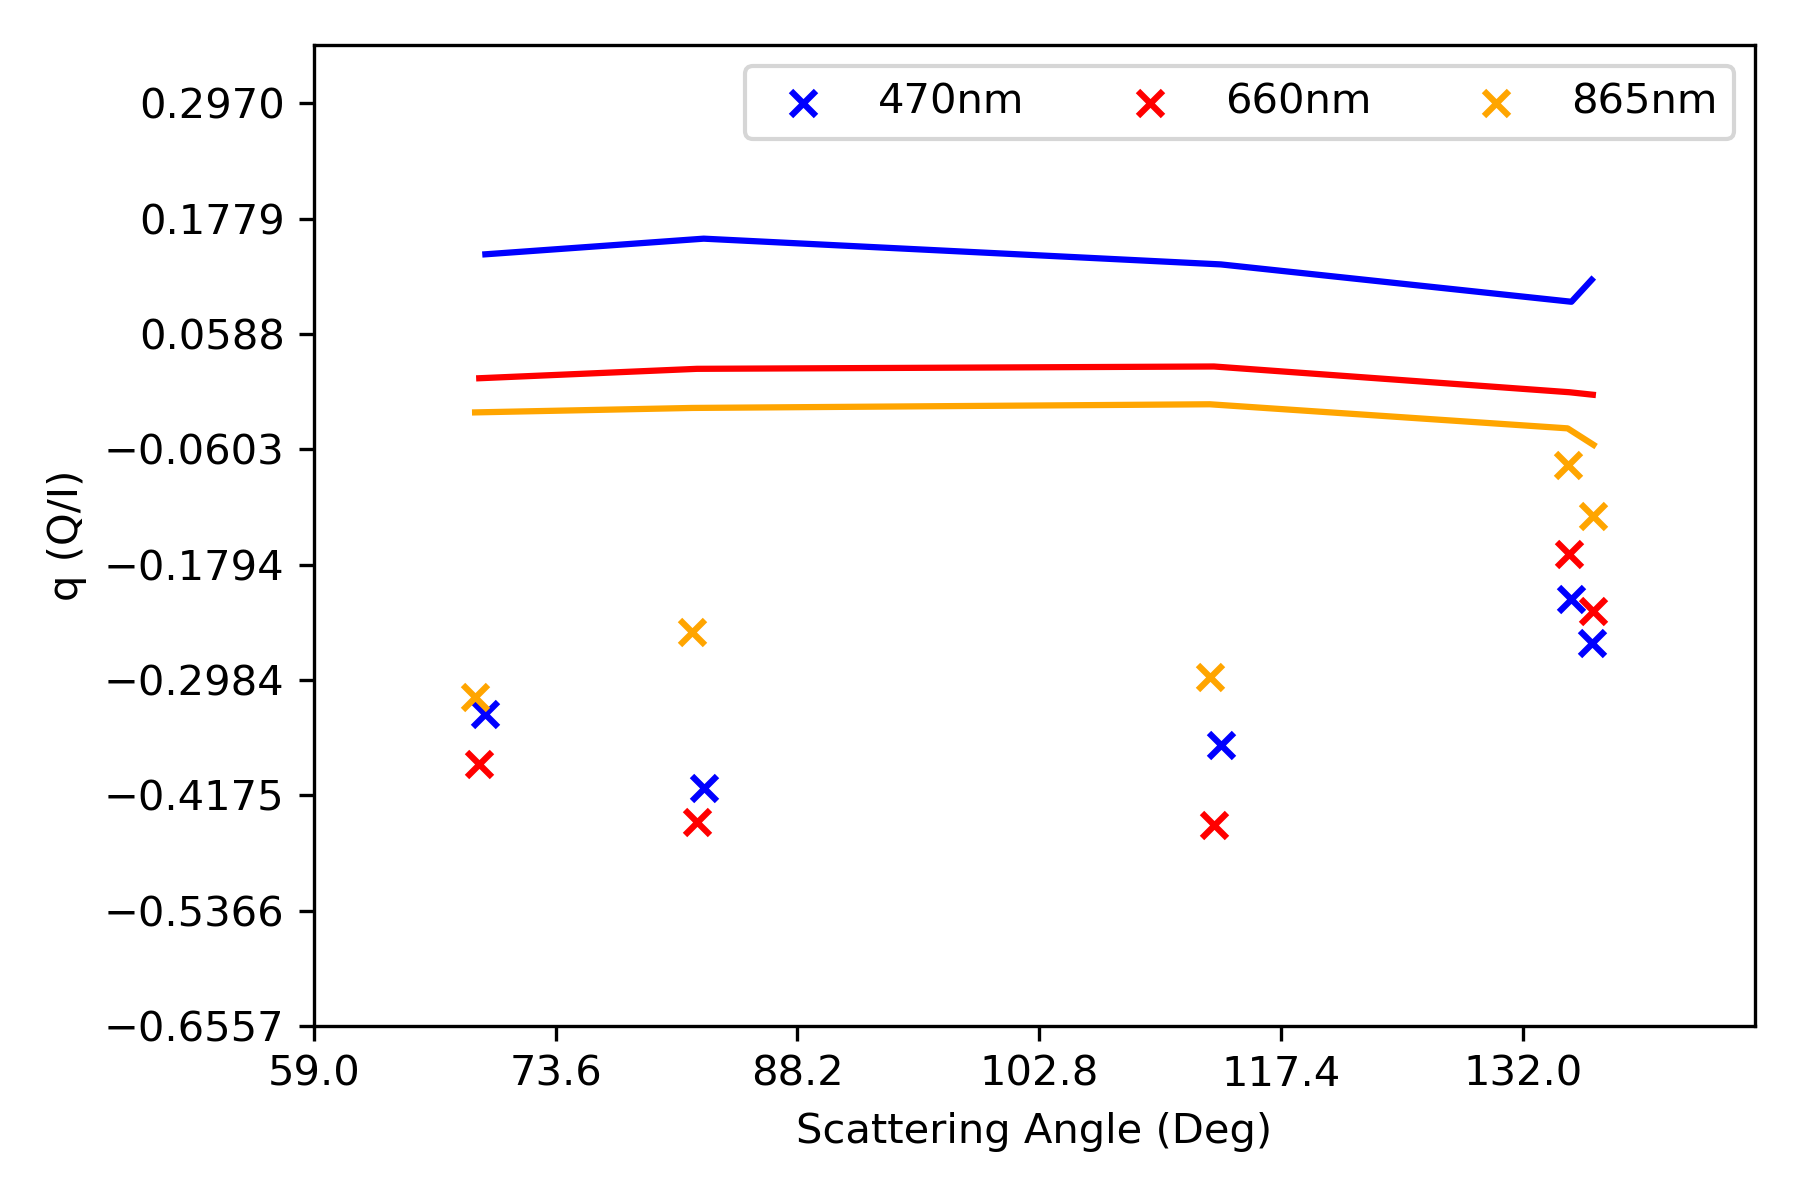 470nm 660nm 865nm
0.2970
0.1779
0.0588
−0.0603
−0.1794
−0.2984
−0.4175
−0.5366
−0.6557
q (Q/I)
59.0 73.6 88.2 102.8 117.4 132.0
Scattering Angle (Deg)